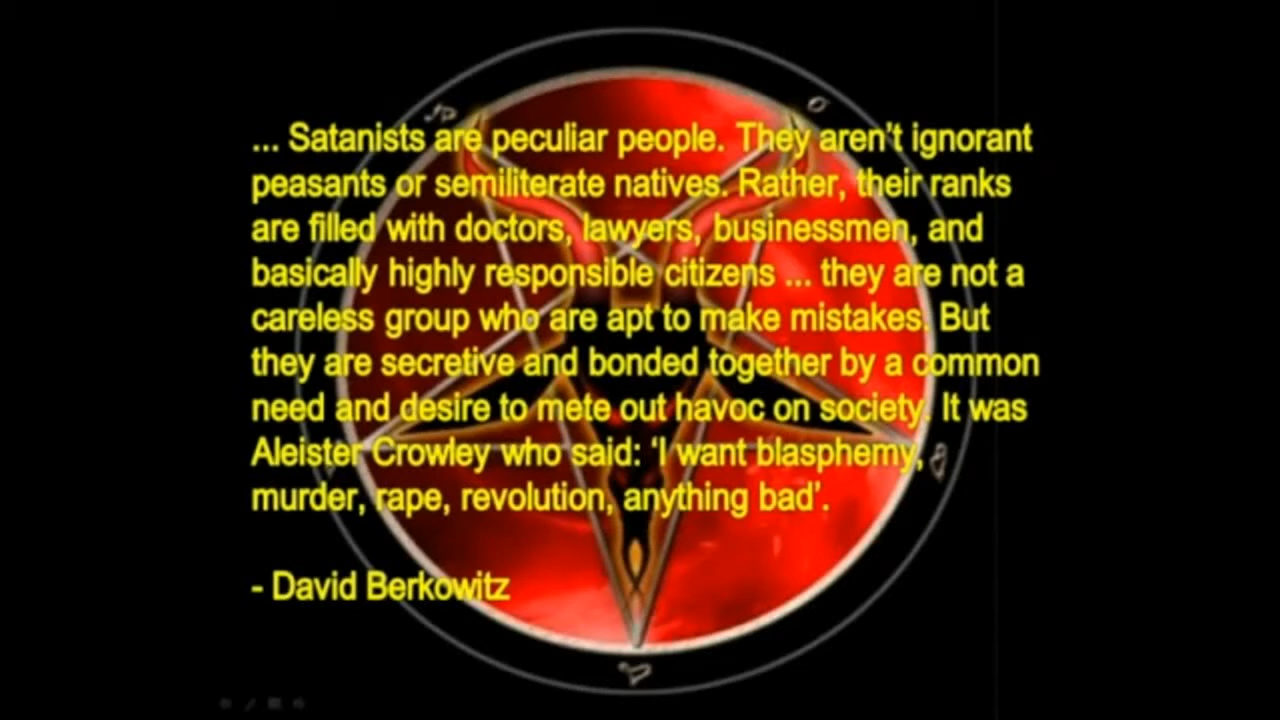 ... Satanists are peculiar people. They aren’t ignorant
peasants or semiliterate natives. Rather, their ranks
are filled with doctors, lawyers, businessmen, and
basically highly responsible citizens ... they are not a
careless group who are apt to make mistakes. But
they are secretive and bonded together by a common
need and desire to mete out havoc on society. It was
Aleister Crowley who said: ‘I want blasphemy,
murder, rape, revolution, anything bad’.
- David Berkowitz